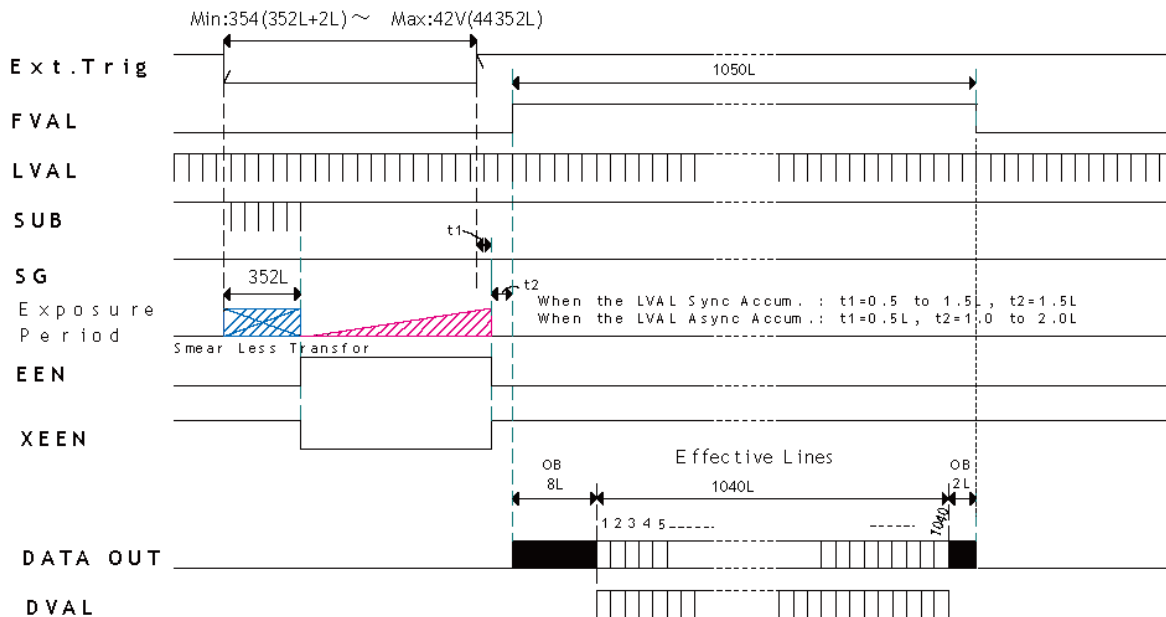 Min:354(352L+2L)～ Max:42V(44352L)
Ext.Trig
1050L
FVAL
LVAL
SUB
t1
SG
352L
t2
Exposure
Period
When the LVAL Sync Accum. : t1=0.5 to 1.5L, t2=1.5L
When the LVAL Async Accum.: t1=0.5L, t2=1.0 to 2.0L
Smear Less Transfor
EEN
XEEN
Effective Lines
OB
8L
1040L
OB
2L
1 2 3 4 5
1040
DATA OUT
DVAL